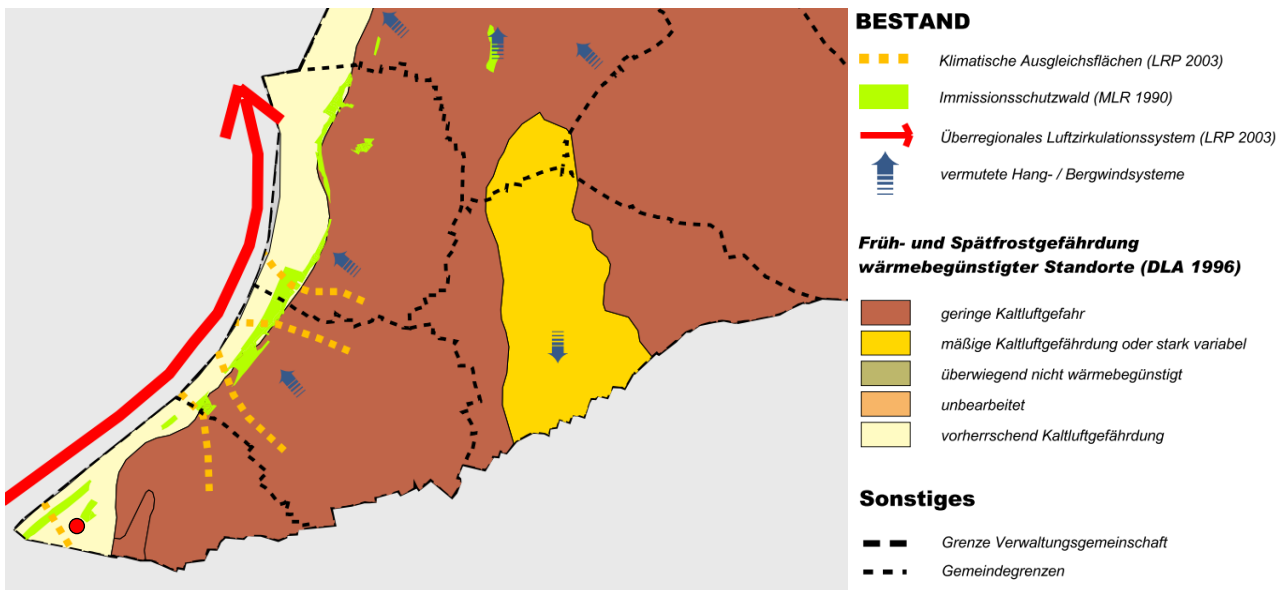 BESTAND
Klimatische Ausgleichsflächen (LRP 2003)
Immissionsschutzwald (MLR 1990)
Überregionales Luftzirkulationssystem (LRP 2003)
vermutete Hang- / Bergwindsysteme
Früh- und Spätfrostgefährdung
wärmebegünstigter Standorte (DLA 1996)
geringe Kaltluftgefahr
mäßige Kaltluftgefährdung oder stark variabel
überwiegend nicht wärmebegünstigt
unbearbeitet
vorherrschend Kaltluftgefährdung
Sonstiges
Grenze Verwaltungsgemeinschaft
Gemeindegrenzen